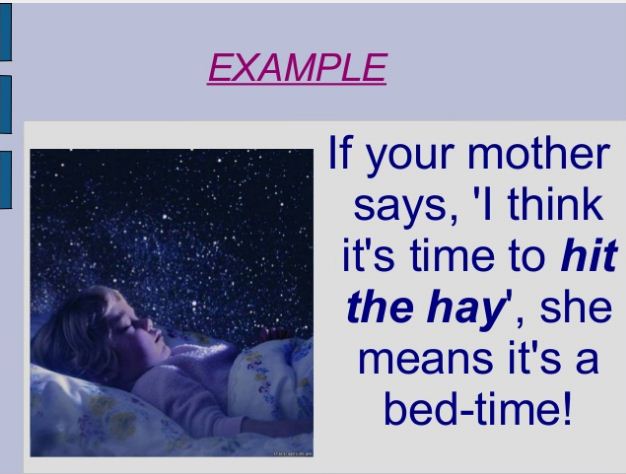 EXAMPLE
If your mother
says, 'I think
it's time to hit
the hay', she
means it's a
bed-time!